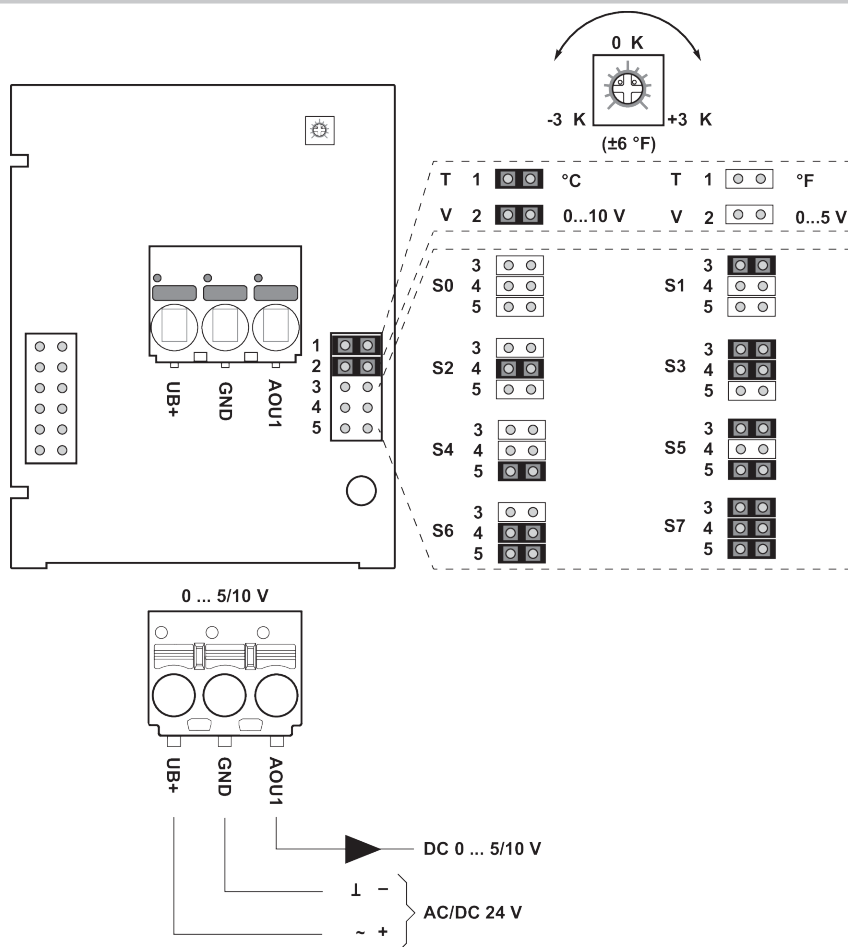 0 K
-3 K +3 K
(±6 °F)
T 1 °C T 1 °F
V 2 0...10 V V 2 0...5 V
3 3
S0 4 S1 4
5 5
3 3
S2 4 S3 4
5 5
3 3
S4 4 S5 4
5 5
3 3
S6 4 S7 4
5 5
1
2
3
4
5
UB+ GND AOU1
0 ... 5/10 V
UB+ GND AOU1
DC 0 ... 5/10 V
⊥ –
AC/DC 24 V
~ +